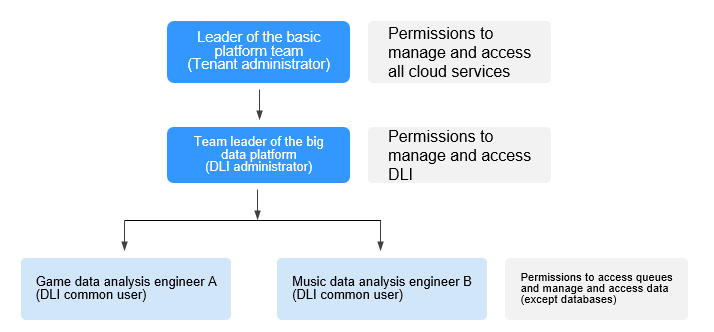 Leader of the basic
platform team
(Tenant administrator)
Permissions to
manage and access
all cloud services
Team leader of the big
data platform
(DLI administrator)
Permissions to
manage and access
DLI
Game data analysis engineer A
(DLI common user)
Music data analysis engineer B
(DLI common user)
Permissions to access queues
and manage and access data
(except databases)